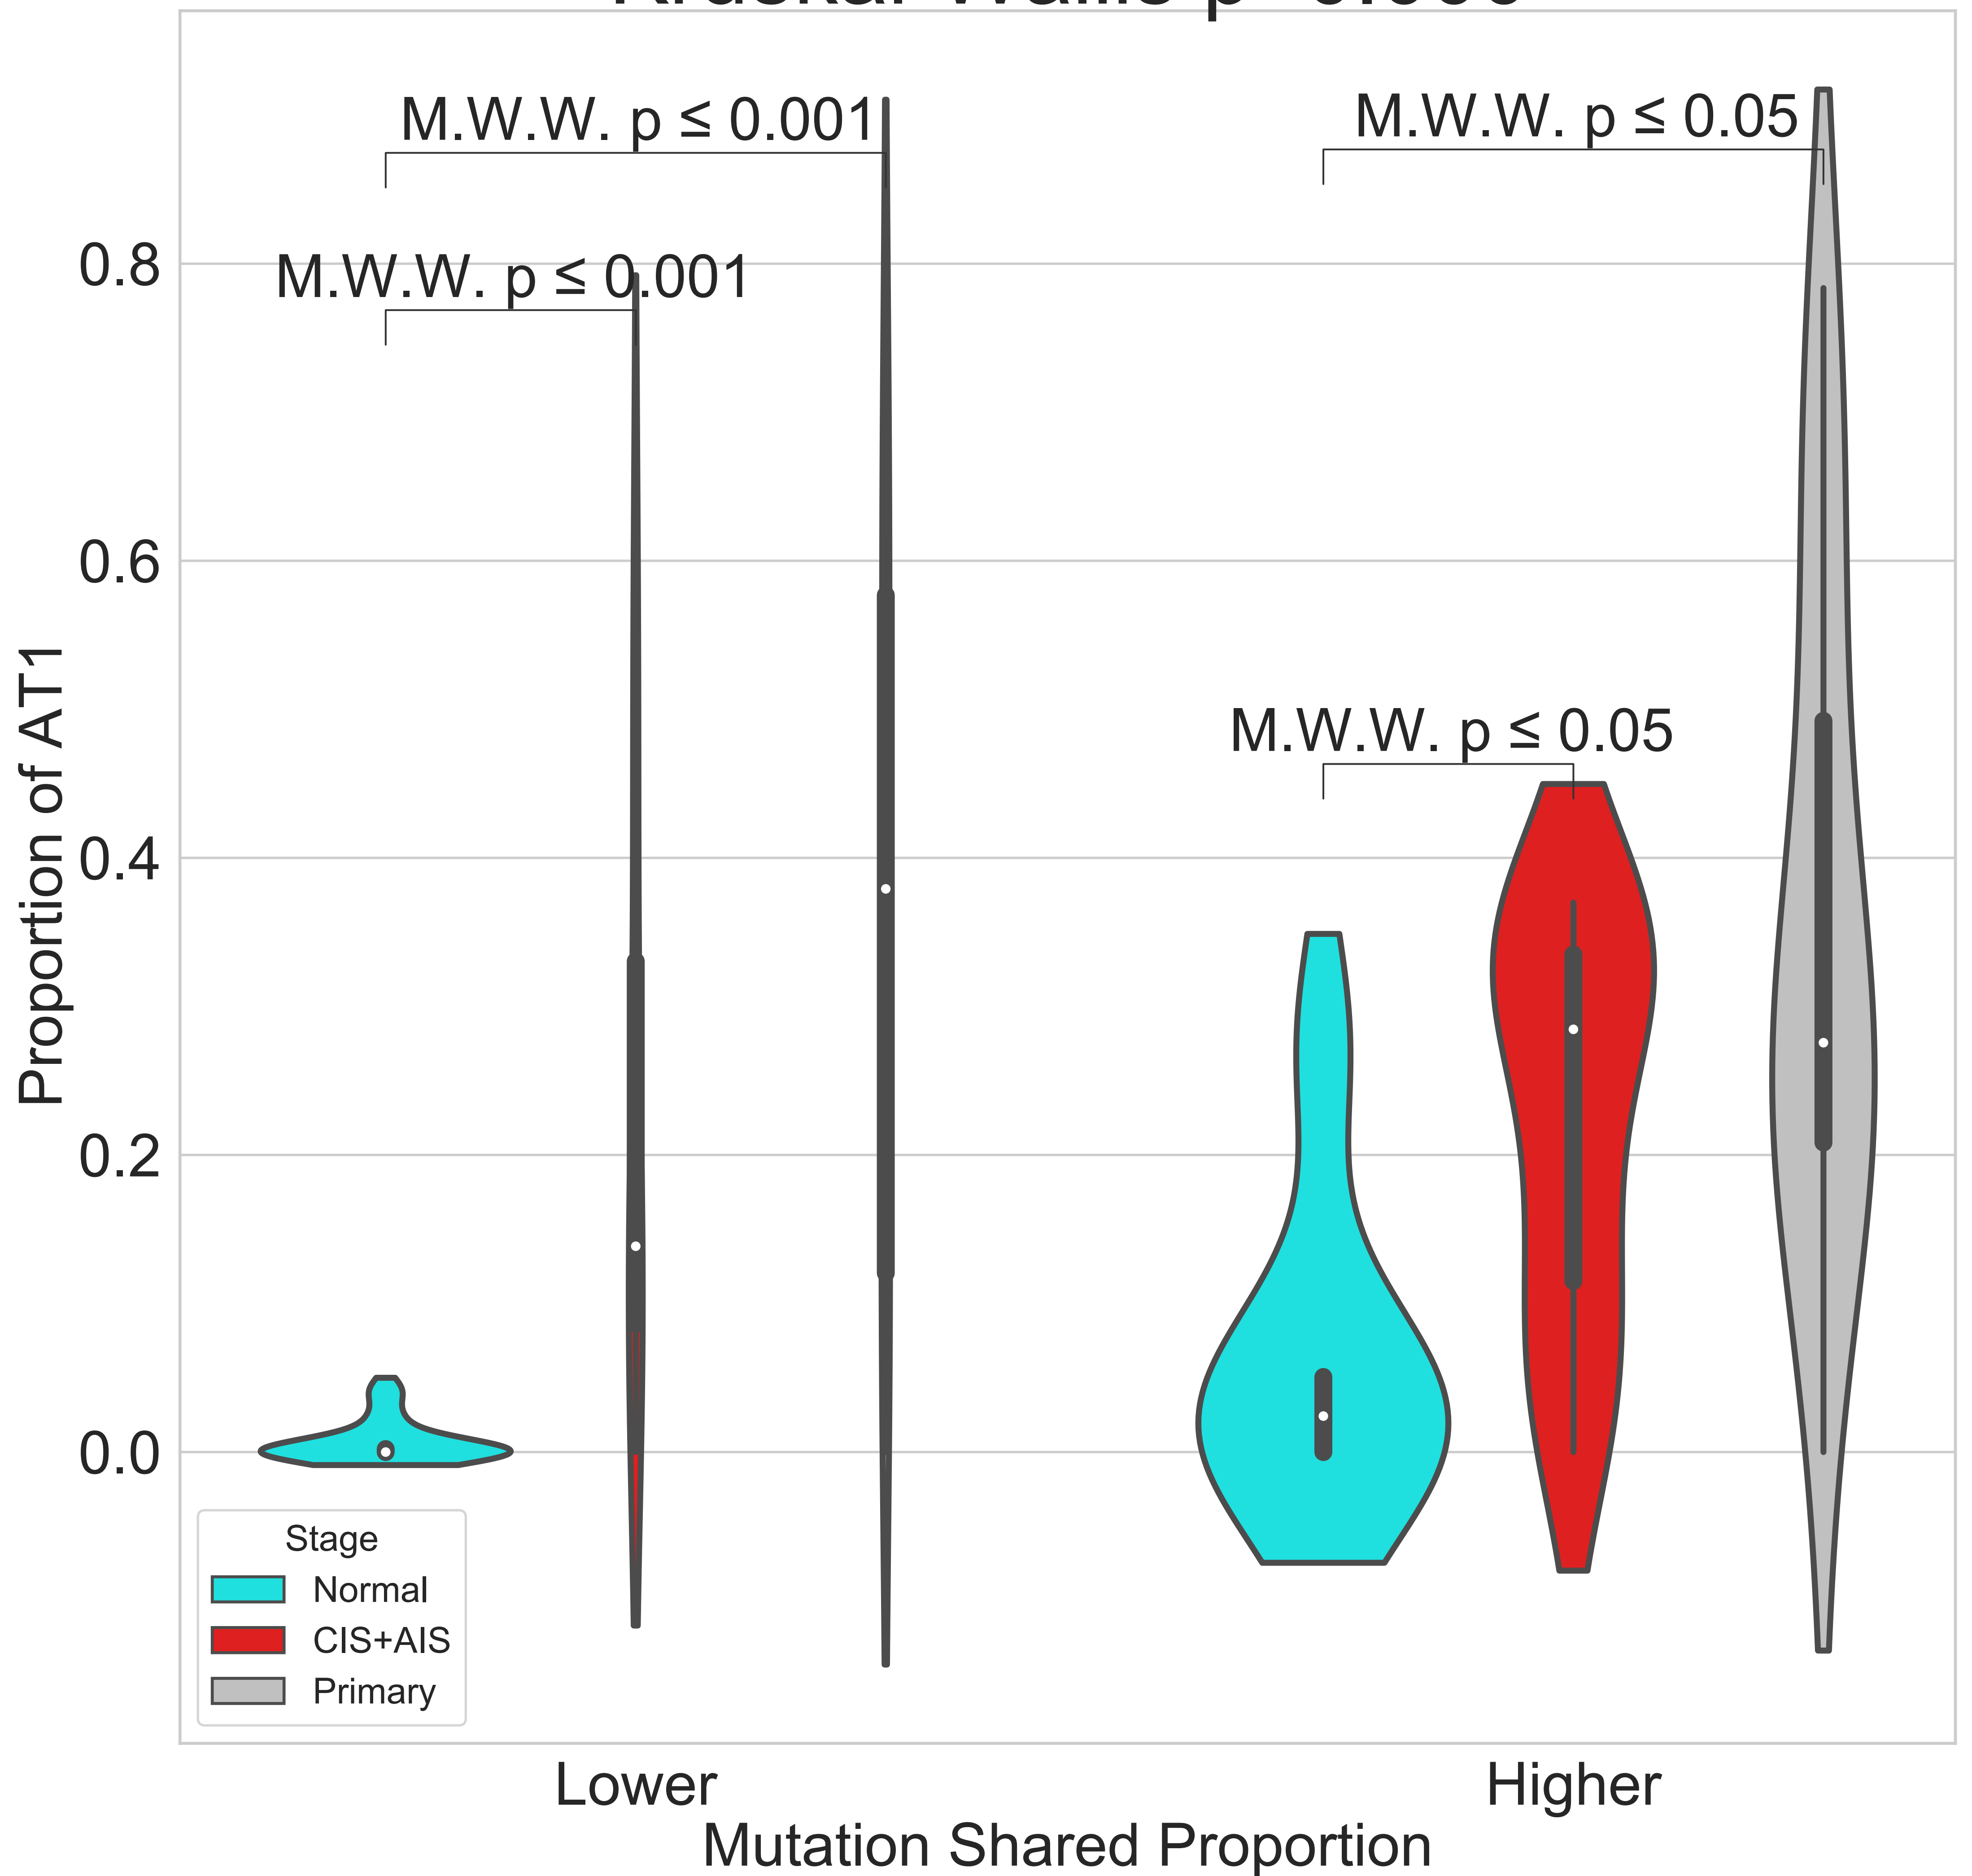 M.W.W. p ≤ 0.001
M.W.W. p ≤ 0.05
M.W.W. p ≤ 0.001
M.W.W. p ≤ 0.05
Proportion of AT1
0.8
0.6
0.4
0.2
0.0
Stage
Normal
CIS+AIS
Primary
Lower
Higher
Mutation Shared Proportion